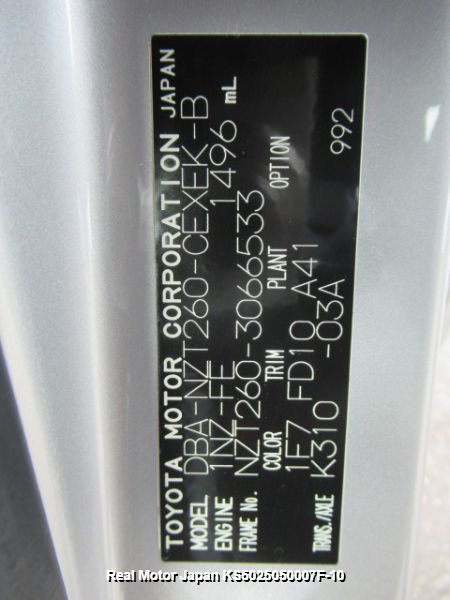 TOYOTA MOTOR CORPORATION JAPAN
MODEL DBA-NZT260-CEXEK-B
ENGINE 1NZ-FE 1496 mL
FRAME No. NZT260-3066533
COLOR TRIM PLANT OPTION
1F7 FD10 A41
TRANS./AXLE K310 -03A 992
Real Motor Japan KS5025050007F-10